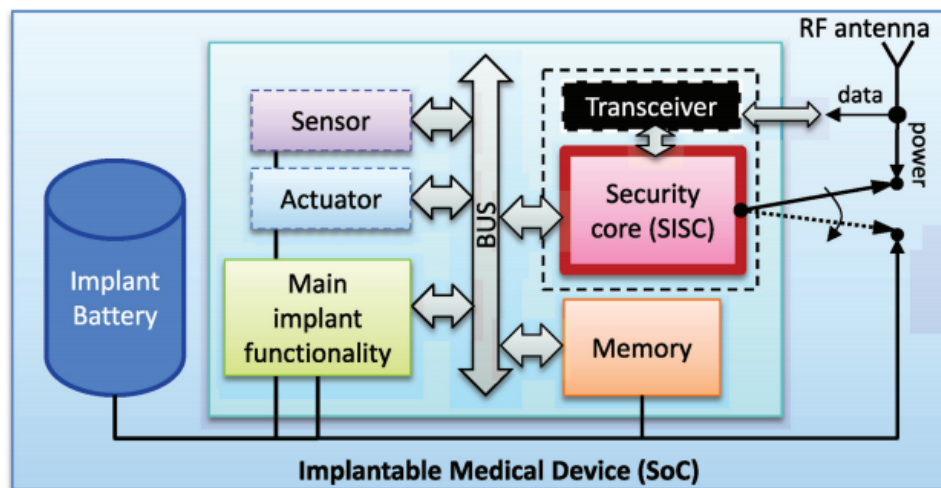 RF antenna
Transceiver
data
power
Sensor
Actuator
BUS
Security
core (SISC)
Implant
Battery
Main
implant
functionality
Memory
Implantable Medical Device (SoC)